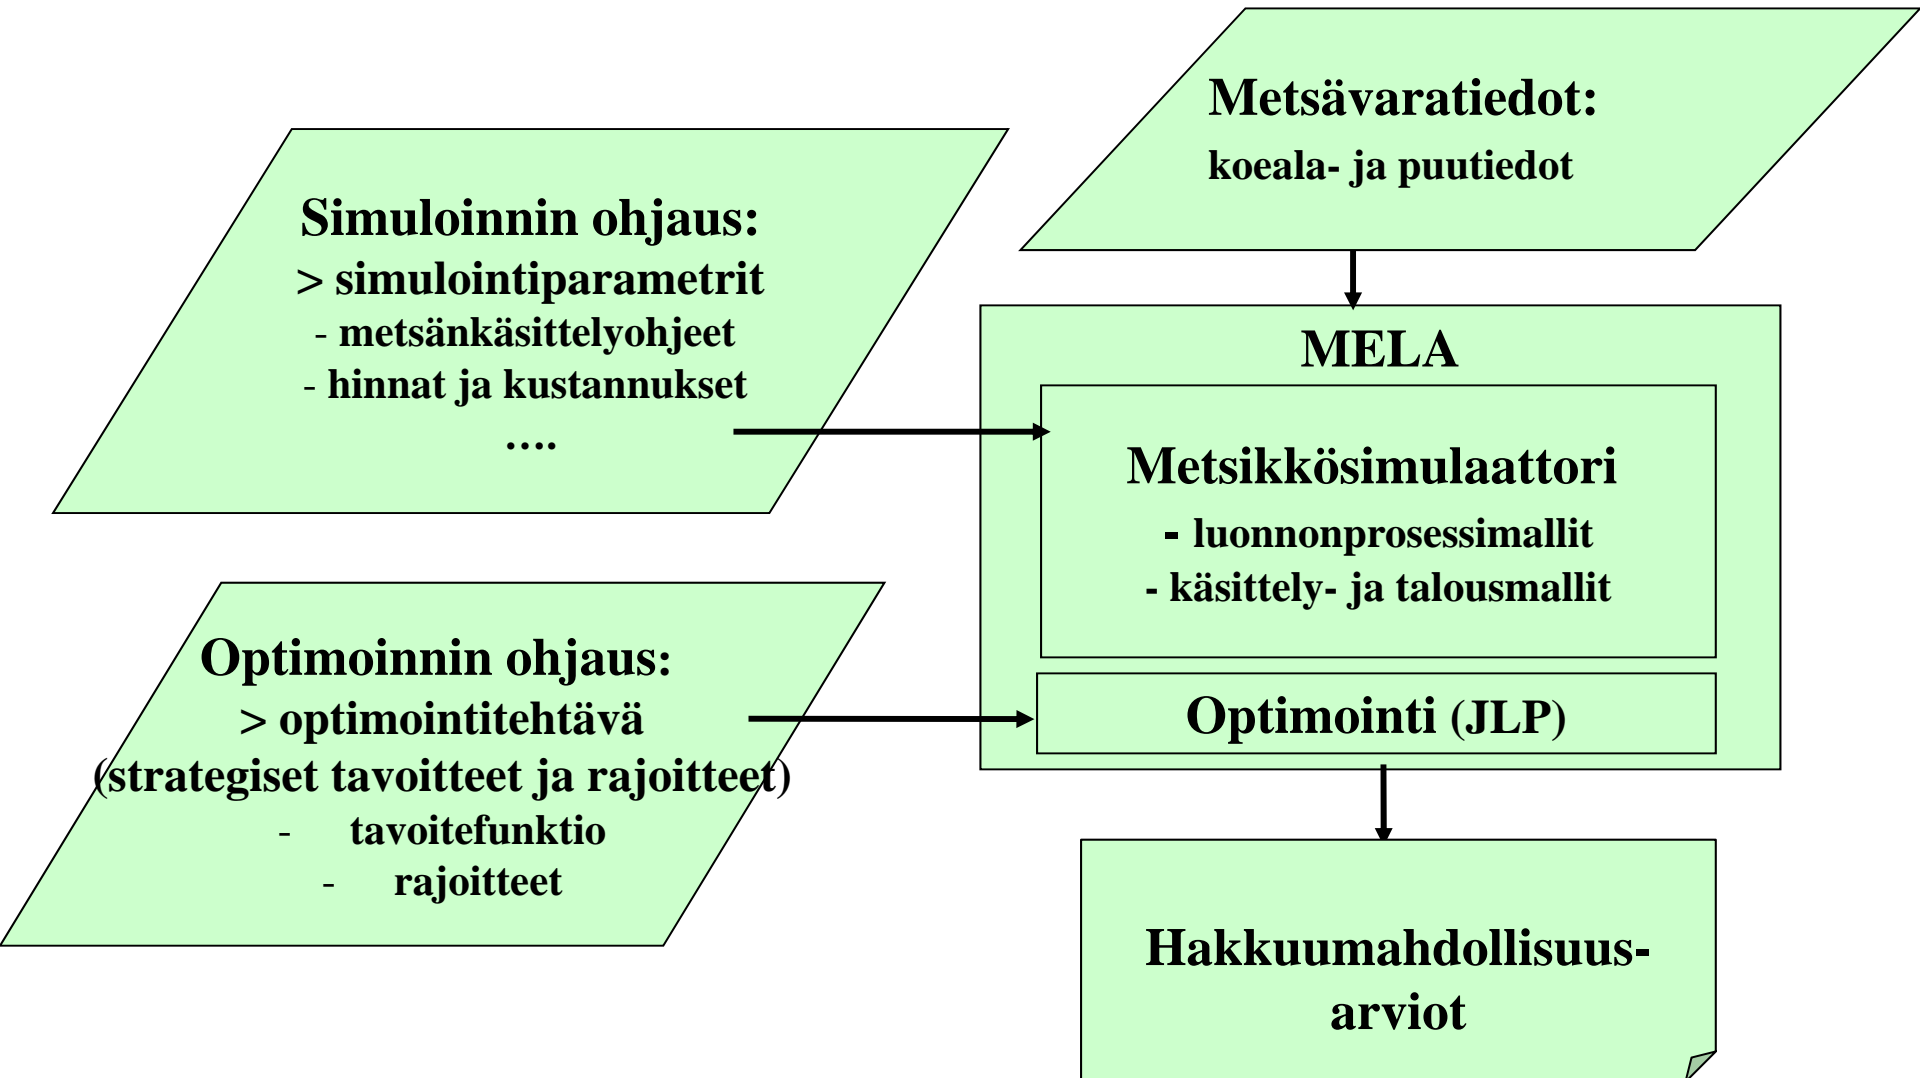 Metsävaratiedot:
koeala- ja puutiedot
Simuloinnin ohjaus:
> simulointiparametrit
- metsänkäsittelyohjeet
- hinnat ja kustannukset
….
MELA
Metsikkösimulaattori
- luonnonprosessimallit
- käsittely- ja talousmallit
Optimoinnin ohjaus:
> optimointitehtävä
(strategiset tavoitteet ja rajoitteet)
- tavoitefunktio
- rajoitteet
Optimointi (JLP)
Hakkuumahdollisuus-
arviot